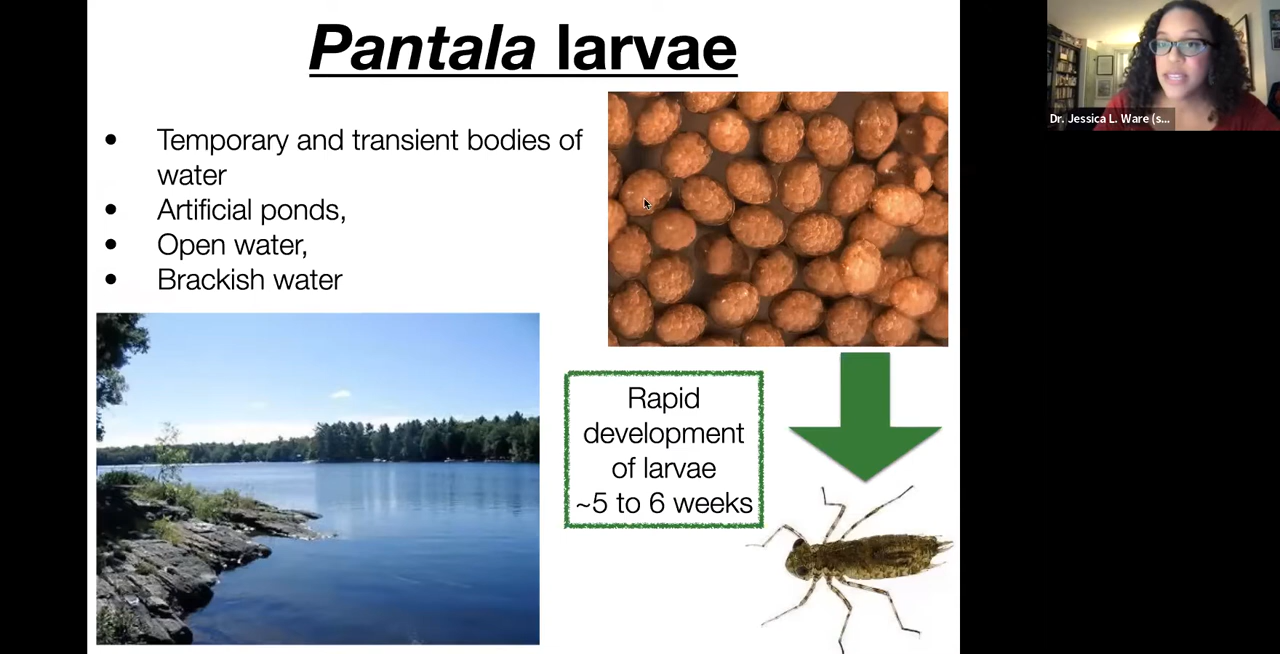 Pantala larvae
• Temporary and transient bodies of
water
• Artificial ponds,
• Open water,
• Brackish water
Rapid
development
of larvae
~5 to 6 weeks
Dr. Jessica L. Ware (s...